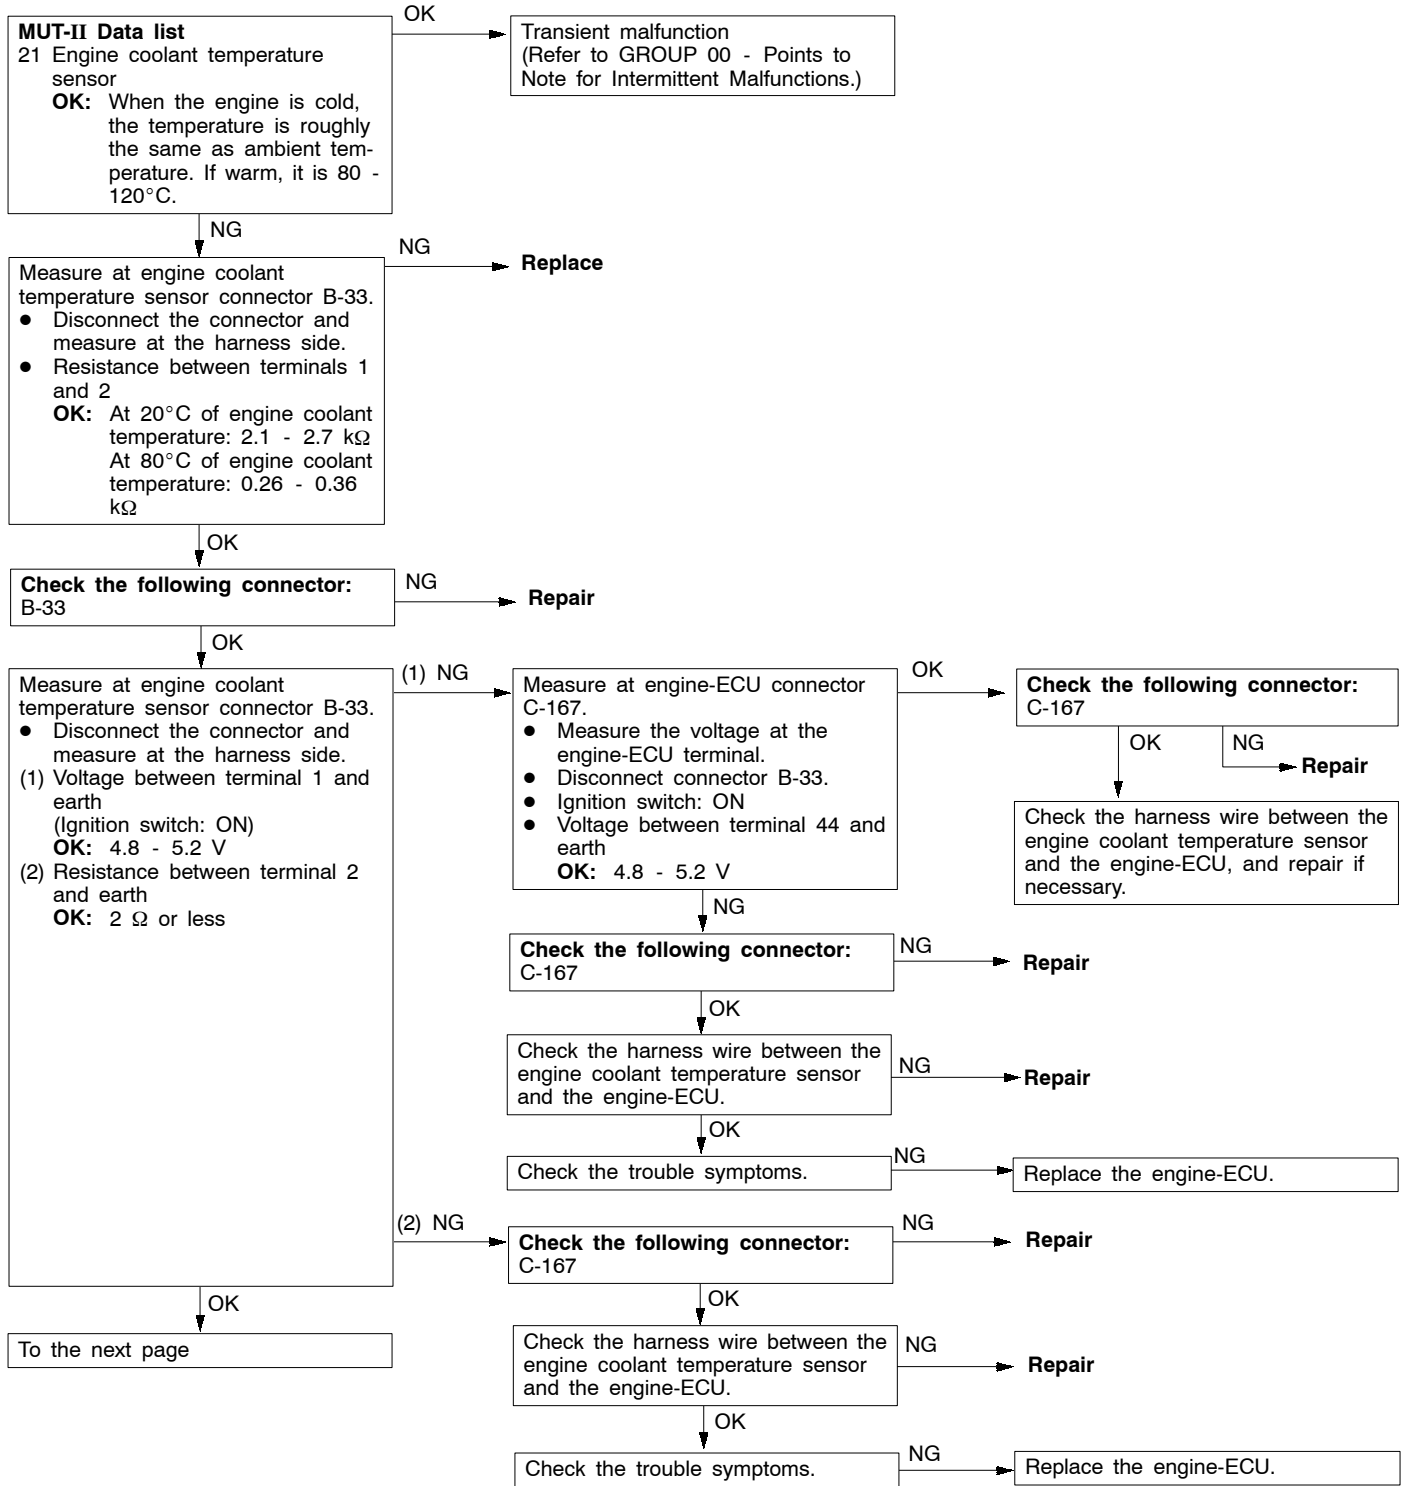 MUT-II Data list
21 Engine coolant temperature
sensor
OK: When the engine is cold,
the temperature is roughly
the same as ambient tem-
perature. If warm, it is 80 -
120°C.
OK
Transient malfunction
(Refer to GROUP 00 - Points to
Note for Intermittent Malfunctions.)
NG
Measure at engine coolant
temperature sensor connector B-33.
● Disconnect the connector and
measure at the harness side.
● Resistance between terminals 1
and 2
OK: At 20°C of engine coolant
temperature: 2.1 - 2.7 kΩ
At 80°C of engine coolant
temperature: 0.26 - 0.36
kΩ
NG
Replace
OK
Check the following connector:
B-33
NG
Repair
OK
Measure at engine coolant
temperature sensor connector B-33.
● Disconnect the connector and
measure at the harness side.
(1) Voltage between terminal 1 and
earth
(Ignition switch: ON)
OK: 4.8 - 5.2 V
(2) Resistance between terminal 2
and earth
OK: 2 Ω or less
(1) NG
Measure at engine-ECU connector
C-167.
● Measure the voltage at the
engine-ECU terminal.
● Disconnect connector B-33.
● Ignition switch: ON
● Voltage between terminal 44 and
earth
OK: 4.8 - 5.2 V
OK
Check the following connector:
C-167
OK
NG
Repair
Check the harness wire between the
engine coolant temperature sensor
and the engine-ECU, and repair if
necessary.
NG
Check the following connector:
C-167
NG
Repair
OK
Check the harness wire between the
engine coolant temperature sensor
and the engine-ECU.
NG
Repair
OK
Check the trouble symptoms.
NG
Replace the engine-ECU.
(2) NG
Check the following connector:
C-167
NG
Repair
OK
Check the harness wire between the
engine coolant temperature sensor
and the engine-ECU.
NG
Repair
OK
Check the trouble symptoms.
NG
Replace the engine-ECU.
OK
To the next page